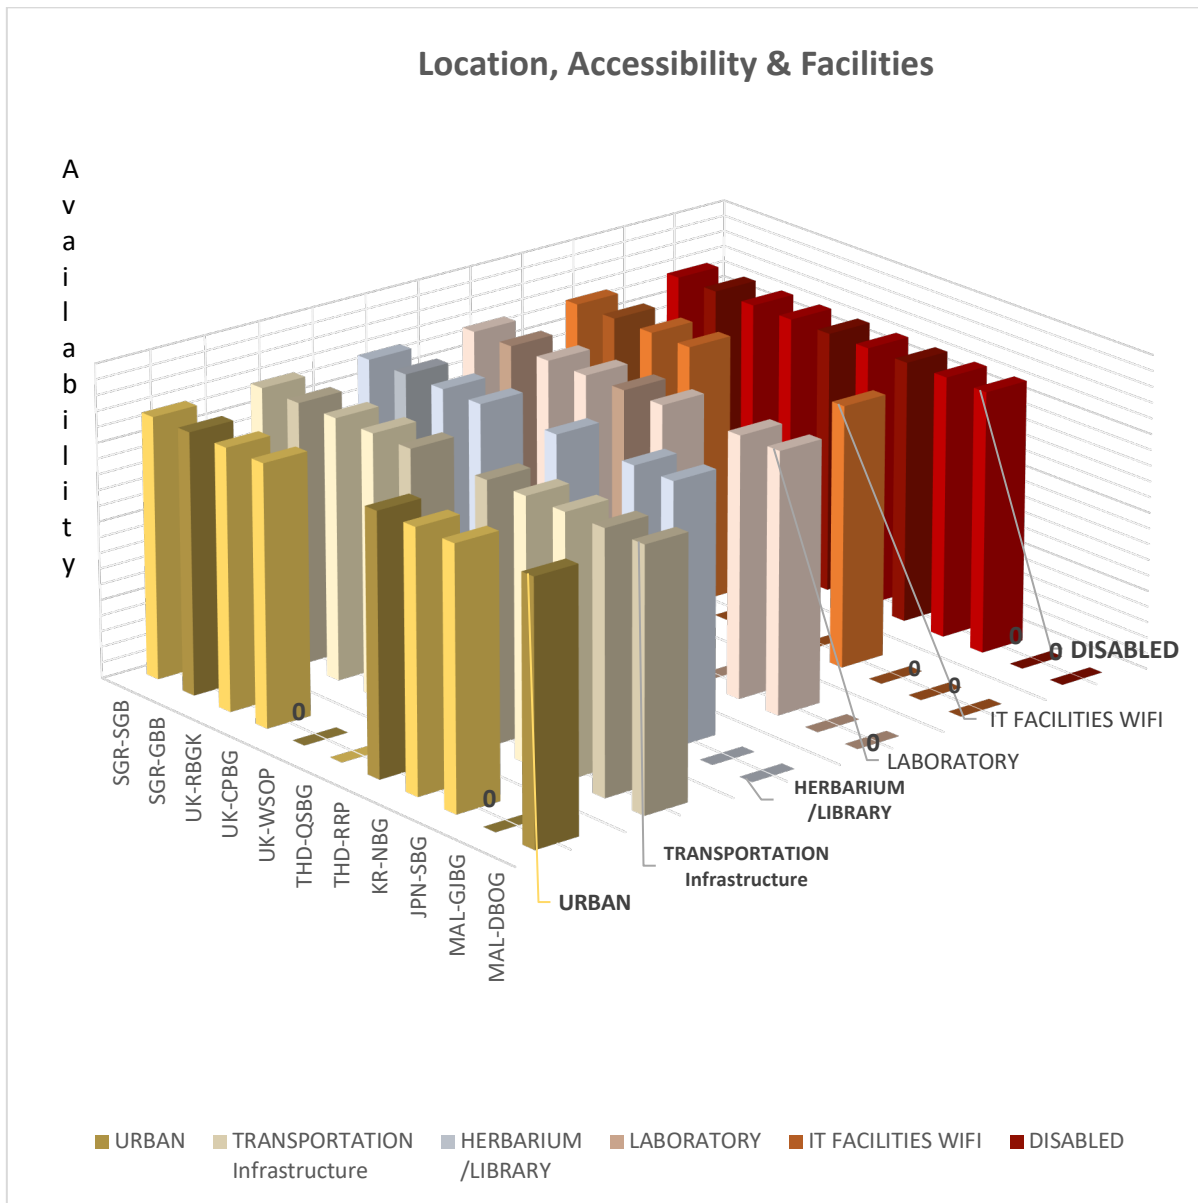 Location, Accessibility & Facilities
A
v
a
i
l
a
b
i
l
i
t
y
0
0
0
0
0
0
0
DISABLED
IT FACILITIES WIFI
LABORATORY
HERBARIUM
/LIBRARY
TRANSPORTATION
Infrastructure
URBAN
SGR-SGB
SGR-GBB
UK-RBGK
UK-CPBG
UK-WSOP
THD-QSBG
THD-RRP
KR-NBG
JPN-SBG
MAL-GJBG
MAL-DBOG
URBAN
TRANSPORTATION
Infrastructure
HERBARIUM
/LIBRARY
LABORATORY
IT FACILITIES WIFI
DISABLED